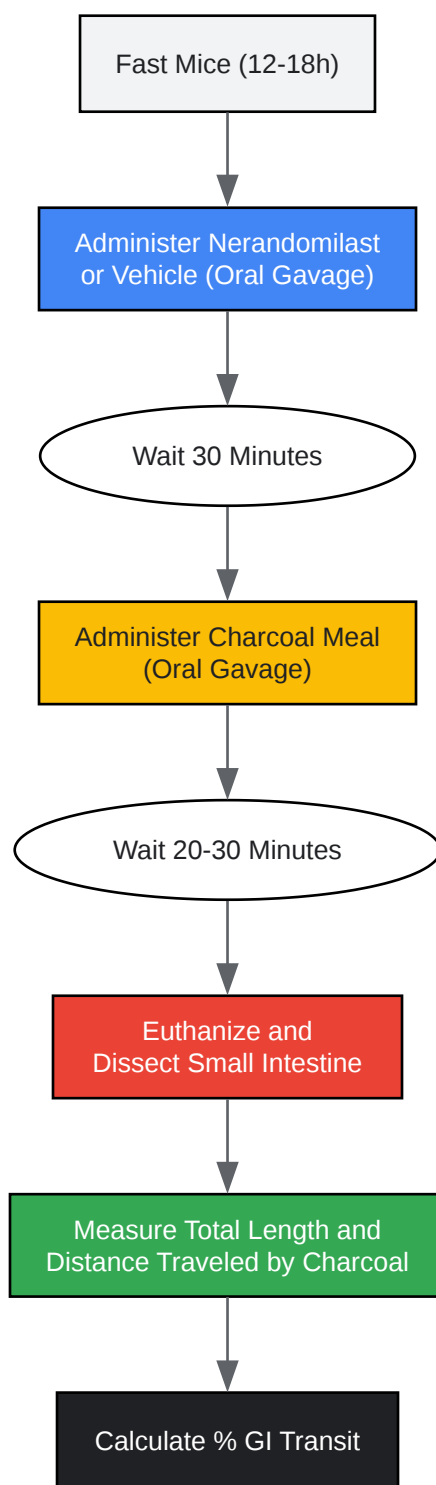 Fast Mice (12-18h)
Administer Nerandomilast
or Vehicle (Oral Gavage)
Wait 30 Minutes
Administer Charcoal Meal
(Oral Gavage)
Wait 20-30 Minutes
Euthanize and
Dissect Small Intestine
Measure Total Length and
Distance Traveled by Charcoal
Calculate % GI Transit